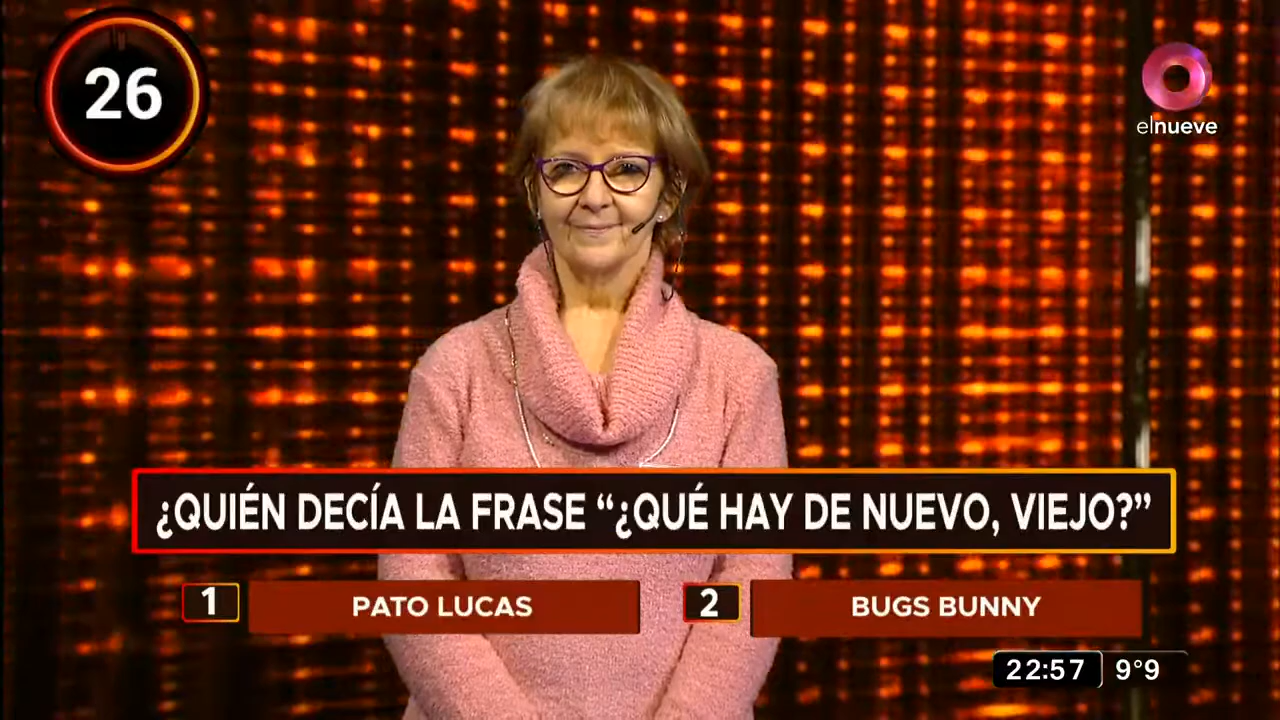 26
elnueve
¿QUIÉN DECÍA LA FRASE “¿QUÉ HAY DE NUEVO, VIEJO?”
1 PATO LUCAS 2 BUGS BUNNY
22:57 9°9